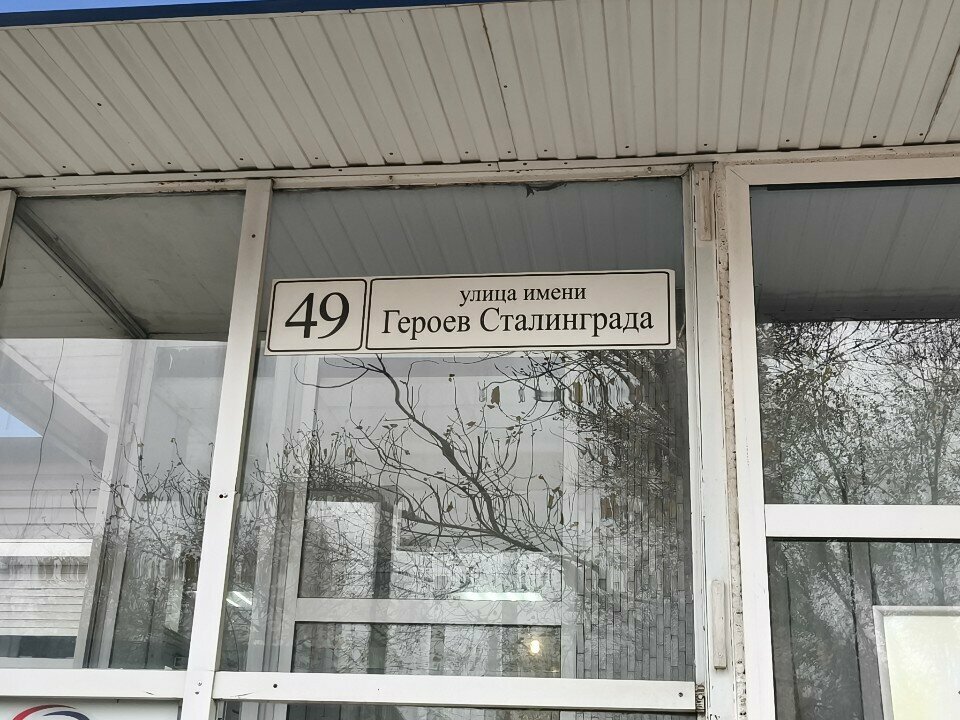 49
улица имени
Героев Сталинграда